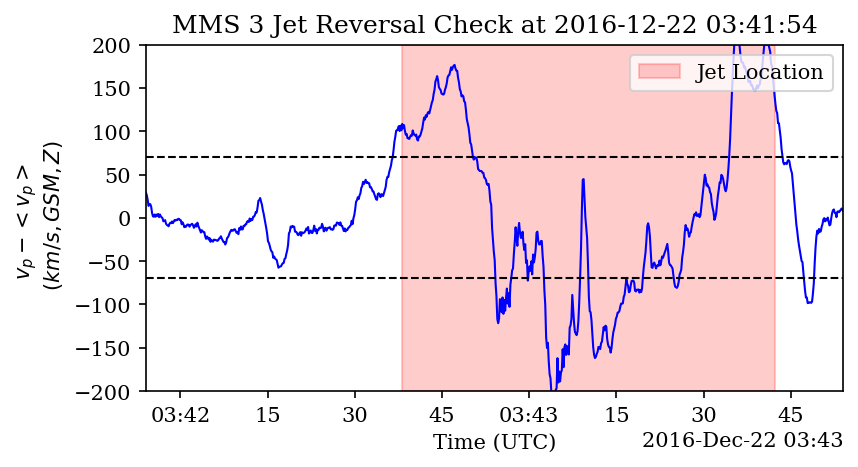 MMS 3 Jet Reversal Check at 2016-12-22 03:41:54
v_p − <v_p>
(km/s, GSM, Z)
200
150
100
50
0
−50
−100
−150
−200
Jet Location
03:42 15 30 45 03:43 15 30 45
Time (UTC)
2016-Dec-22 03:43